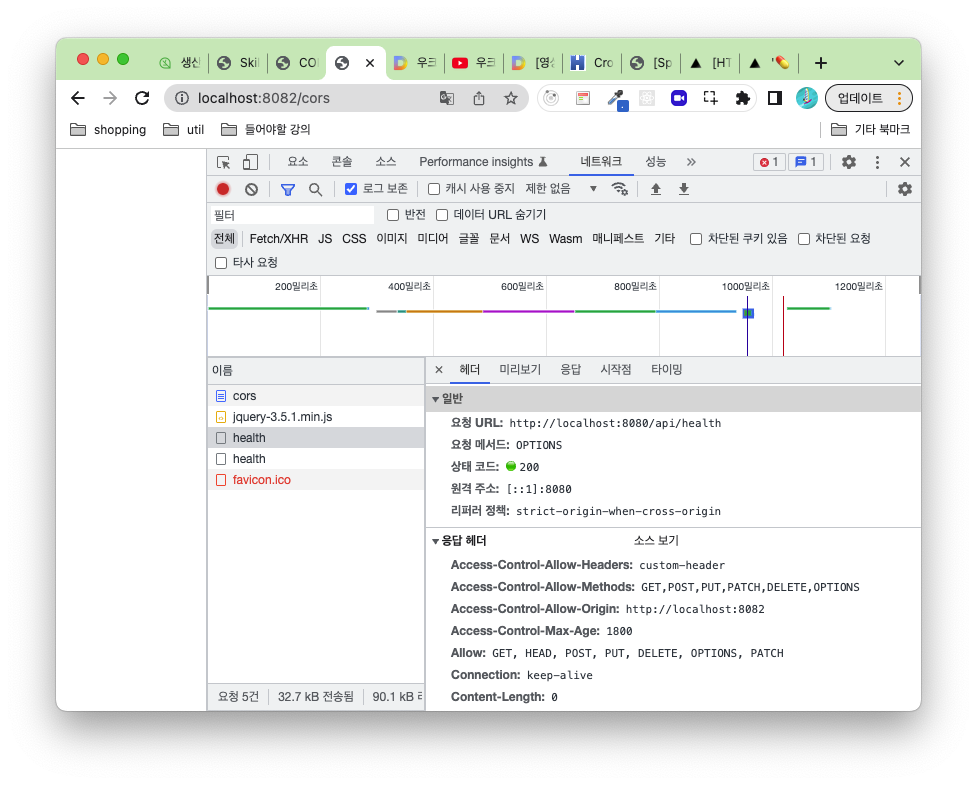 생신
Ski
CO
우크
우크
[영상
Cro
[Sp
[HT
localhost:8082/cors
업데이트
shopping
util
들어야할 강의
기타 북마크
요소 콘솔 소스 Performance insights 네트워크 성능 » 1 1
로그 보존 캐시 사용 중지 제한 없음
필터 반전 데이터 URL 숨기기
전체 Fetch/XHR JS CSS 이미지 미디어 글꼴 문서 WS Wasm 매니페스트 기타 차단된 쿠키 있음 차단된 요청
타사 요청
200밀리초 400밀리초 600밀리초 800밀리초 1000밀리초 1200밀리초
이름
cors
jquery-3.5.1.min.js
health
health
favicon.ico
요청 5건 32.7 kB 전송됨 90.1 kB
헤더 미리보기 응답 시작점 타이밍
일반
요청 URL: http://localhost:8080/api/health
요청 메서드: OPTIONS
상태 코드: 200
원격 주소: [::1]:8080
리퍼러 정책: strict-origin-when-cross-origin
응답 헤더 소스 보기
Access-Control-Allow-Headers: custom-header
Access-Control-Allow-Methods: GET,POST,PUT,PATCH,DELETE,OPTIONS
Access-Control-Allow-Origin: http://localhost:8082
Access-Control-Max-Age: 1800
Allow: GET, HEAD, POST, PUT, DELETE, OPTIONS, PATCH
Connection: keep-alive
Content-Length: 0